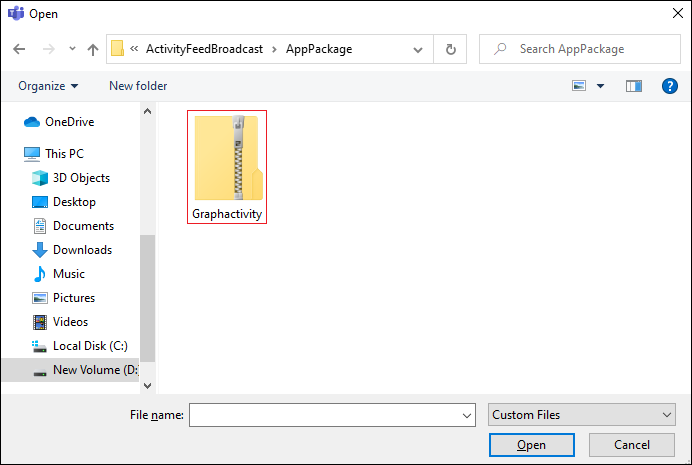 Open
ActivityFeedBroadcast AppPackage
Search AppPackage
Organize New folder
OneDrive
This PC
3D Objects
Desktop
Documents
Downloads
Music
Pictures
Videos
Local Disk (C:)
New Volume (D:
Graphactivity
File name: Custom Files
Open Cancel